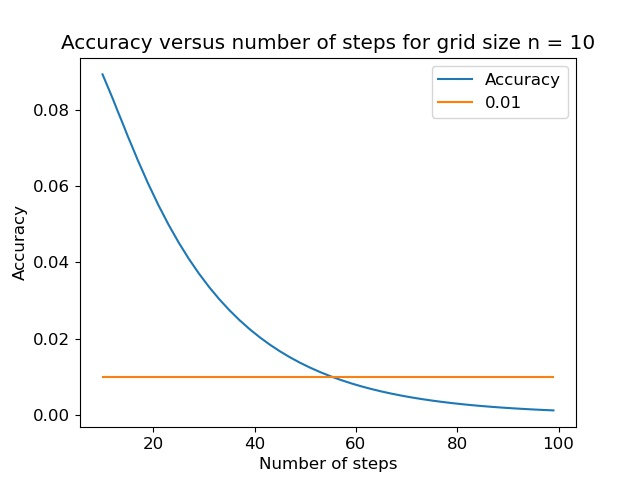 Accuracy versus number of steps for grid size n = 10
Accuracy
0.01
0.08
0.06
0.04
0.02
0.00
Accuracy
20 40 60 80 100
Number of steps